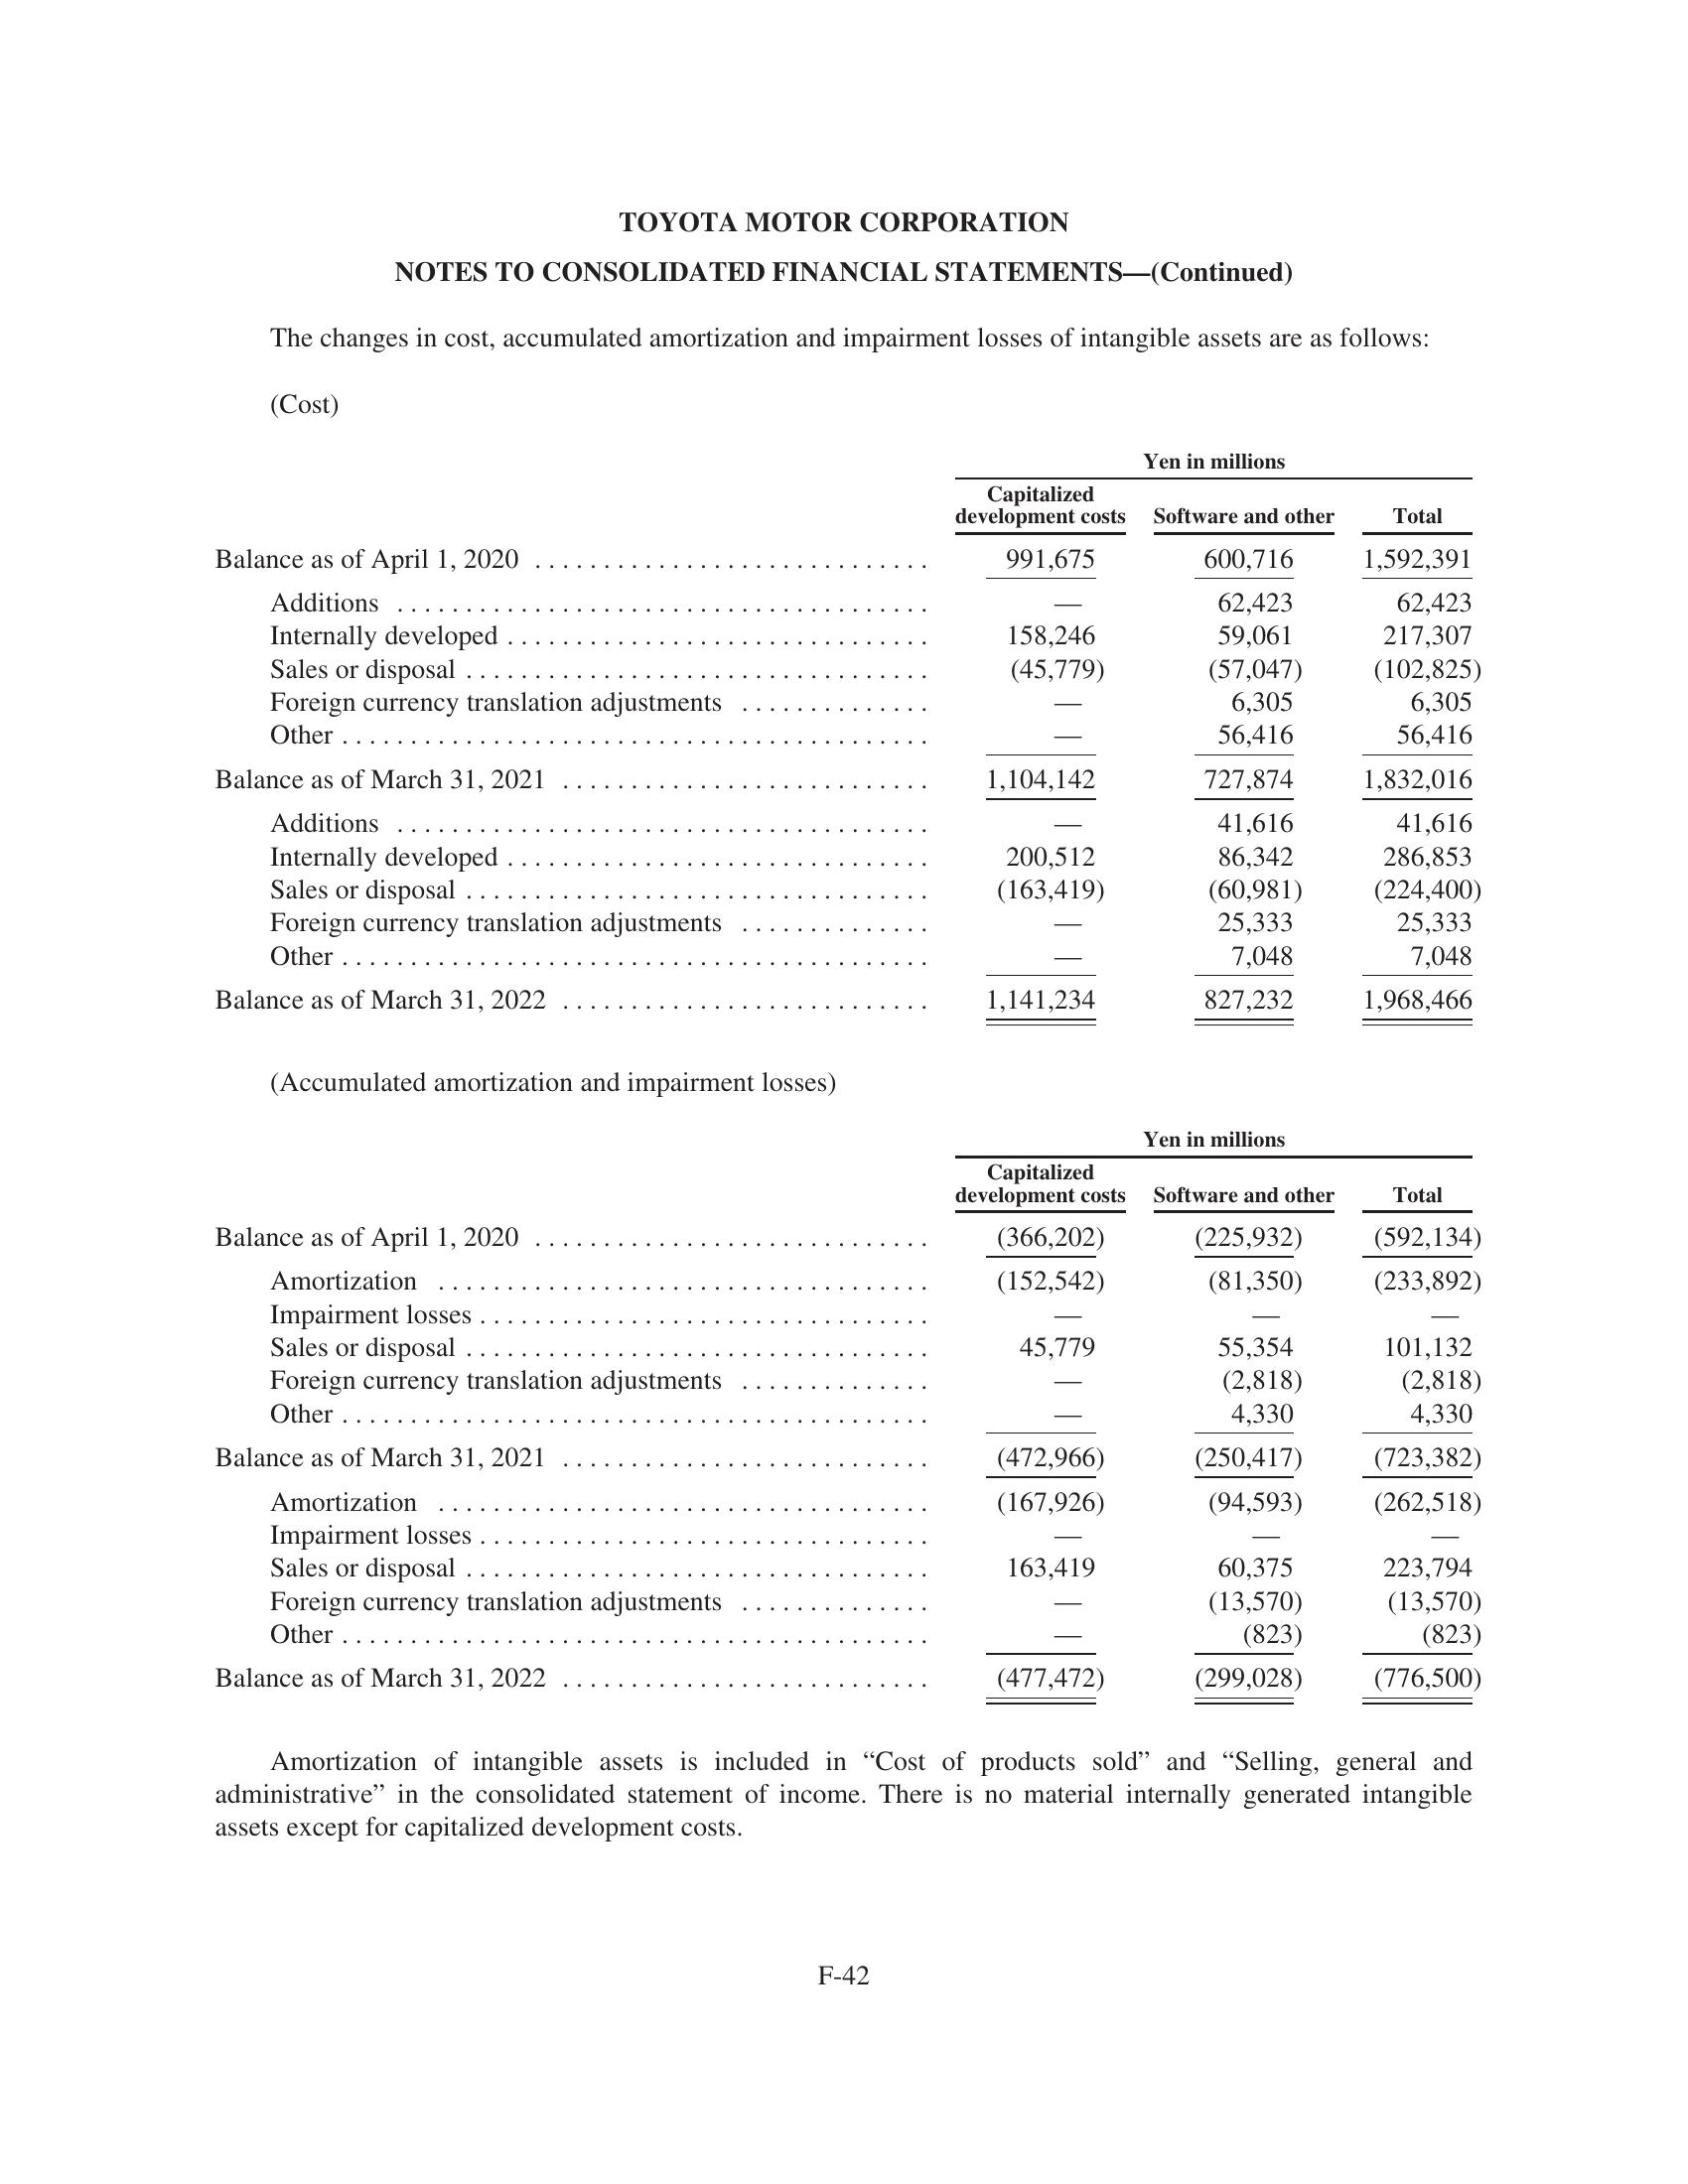 TOYOTA MOTOR CORPORATION
NOTES TO CONSOLIDATED FINANCIAL STATEMENTS—(Continued)
The changes in cost, accumulated amortization and impairment losses of intangible assets are as follows:
(Cost)
Yen in millions
Capitalized
development costs Software and other Total
Balance as of April 1, 2020 . . . . . . . . . . . . . . . . . . . . . . . . . . . . . 991,675 600,716 1,592,391
Additions . . . . . . . . . . . . . . . . . . . . . . . . . . . . . . . . . . . . . . . — 62,423 62,423
Internally developed . . . . . . . . . . . . . . . . . . . . . . . . . . . . . . . 158,246 59,061 217,307
Sales or disposal . . . . . . . . . . . . . . . . . . . . . . . . . . . . . . . . . . (45,779) (57,047) (102,825)
Foreign currency translation adjustments . . . . . . . . . . . . . . — 6,305 6,305
Other . . . . . . . . . . . . . . . . . . . . . . . . . . . . . . . . . . . . . . . . . . . — 56,416 56,416
Balance as of March 31, 2021 . . . . . . . . . . . . . . . . . . . . . . . . . . . 1,104,142 727,874 1,832,016
Additions . . . . . . . . . . . . . . . . . . . . . . . . . . . . . . . . . . . . . . . — 41,616 41,616
Internally developed . . . . . . . . . . . . . . . . . . . . . . . . . . . . . . . 200,512 86,342 286,853
Sales or disposal . . . . . . . . . . . . . . . . . . . . . . . . . . . . . . . . . . (163,419) (60,981) (224,400)
Foreign currency translation adjustments . . . . . . . . . . . . . . — 25,333 25,333
Other . . . . . . . . . . . . . . . . . . . . . . . . . . . . . . . . . . . . . . . . . . . — 7,048 7,048
Balance as of March 31, 2022 . . . . . . . . . . . . . . . . . . . . . . . . . . . 1,141,234 827,232 1,968,466
(Accumulated amortization and impairment losses)
Yen in millions
Capitalized
development costs Software and other Total
Balance as of April 1, 2020 . . . . . . . . . . . . . . . . . . . . . . . . . . . . . (366,202) (225,932) (592,134)
Amortization . . . . . . . . . . . . . . . . . . . . . . . . . . . . . . . . . . . . (152,542) (81,350) (233,892)
Impairment losses . . . . . . . . . . . . . . . . . . . . . . . . . . . . . . . . . — — —
Sales or disposal . . . . . . . . . . . . . . . . . . . . . . . . . . . . . . . . . . 45,779 55,354 101,132
Foreign currency translation adjustments . . . . . . . . . . . . . . — (2,818) (2,818)
Other . . . . . . . . . . . . . . . . . . . . . . . . . . . . . . . . . . . . . . . . . . . — 4,330 4,330
Balance as of March 31, 2021 . . . . . . . . . . . . . . . . . . . . . . . . . . . (472,966) (250,417) (723,382)
Amortization . . . . . . . . . . . . . . . . . . . . . . . . . . . . . . . . . . . . (167,926) (94,593) (262,518)
Impairment losses . . . . . . . . . . . . . . . . . . . . . . . . . . . . . . . . . — — —
Sales or disposal . . . . . . . . . . . . . . . . . . . . . . . . . . . . . . . . . . 163,419 60,375 223,794
Foreign currency translation adjustments . . . . . . . . . . . . . . — (13,570) (13,570)
Other . . . . . . . . . . . . . . . . . . . . . . . . . . . . . . . . . . . . . . . . . . . — (823) (823)
Balance as of March 31, 2022 . . . . . . . . . . . . . . . . . . . . . . . . . . . (477,472) (299,028) (776,500)
Amortization of intangible assets is included in “Cost of products sold” and “Selling, general and
administrative” in the consolidated statement of income. There is no material internally generated intangible
assets except for capitalized development costs.
F-42